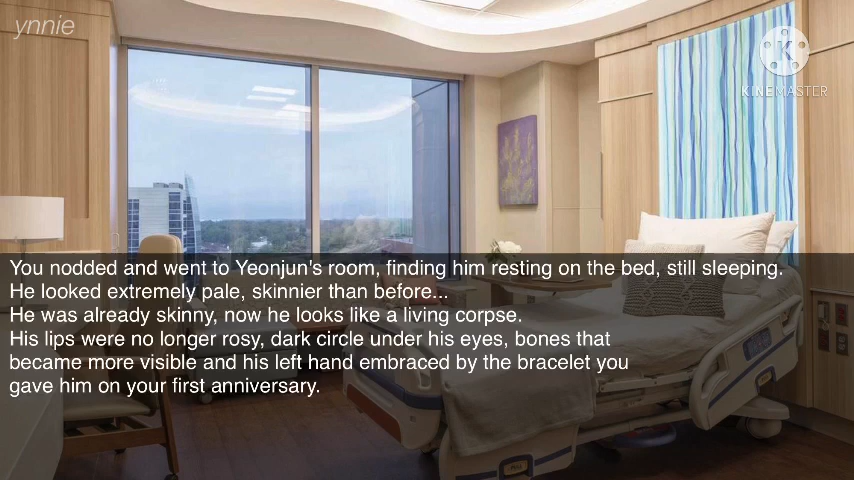 ynnie
KINEMASTER
You nodded and went to Yeonjun's room, finding him resting on the bed, still sleeping.
He looked extremely pale, skinnier than before...
He was already skinny, now he looks like a living corpse.
His lips were no longer rosy, dark circle under his eyes, bones that
became more visible and his left hand embraced by the bracelet you
gave him on your first anniversary.